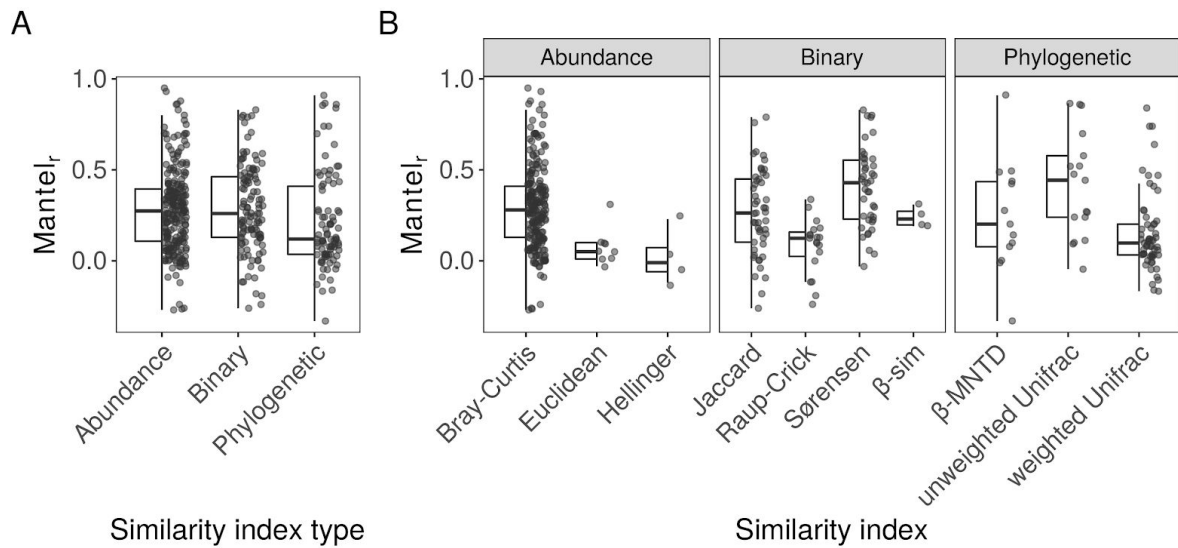 A
Mantelr
1.0
0.5
0.0
Abundance
Binary
Phylogenetic
Similarity index type
B
Abundance
Binary
Phylogenetic
Mantelr
1.0
0.5
0.0
Bray-Curtis
Euclidean
Hellinger
Jaccard
Raup-Crick
Sørensen
β-sim
β-MNTD
unweighted Unifrac
weighted Unifrac
Similarity index